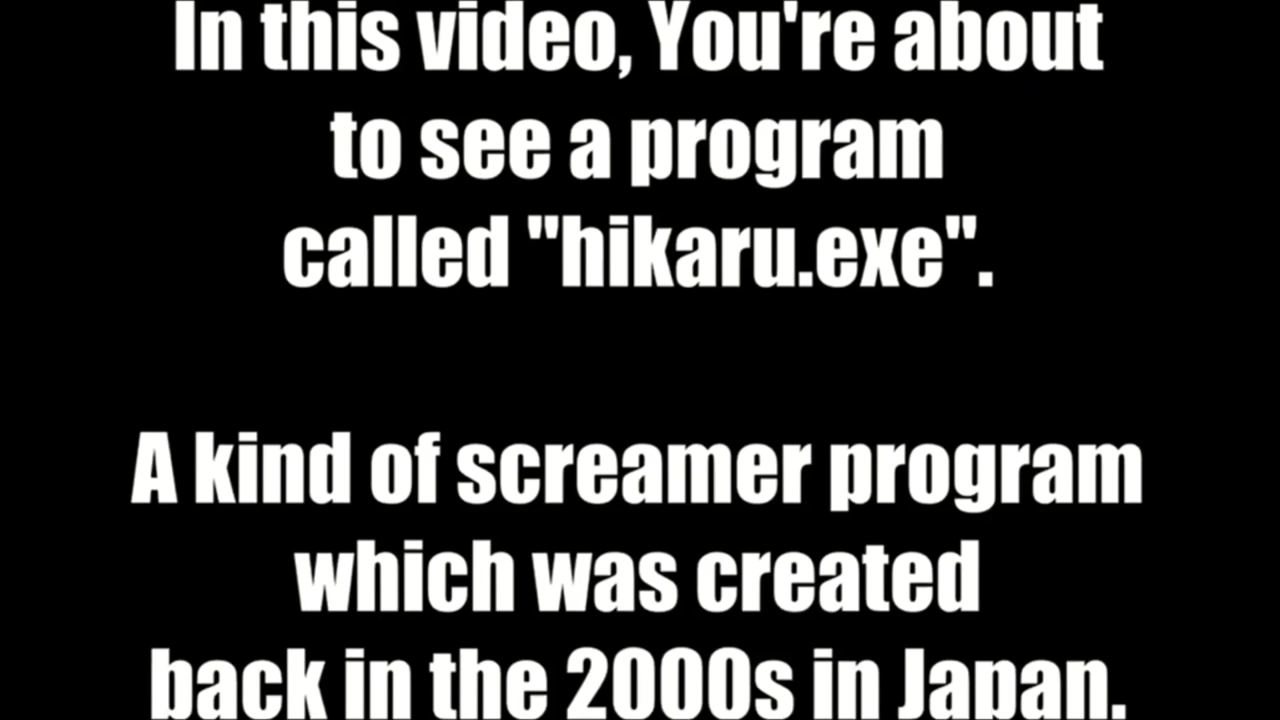 In this video, You're about
to see a program
called "hikaru.exe".
A kind of screamer program
which was created
back in the 2000s in Japan.